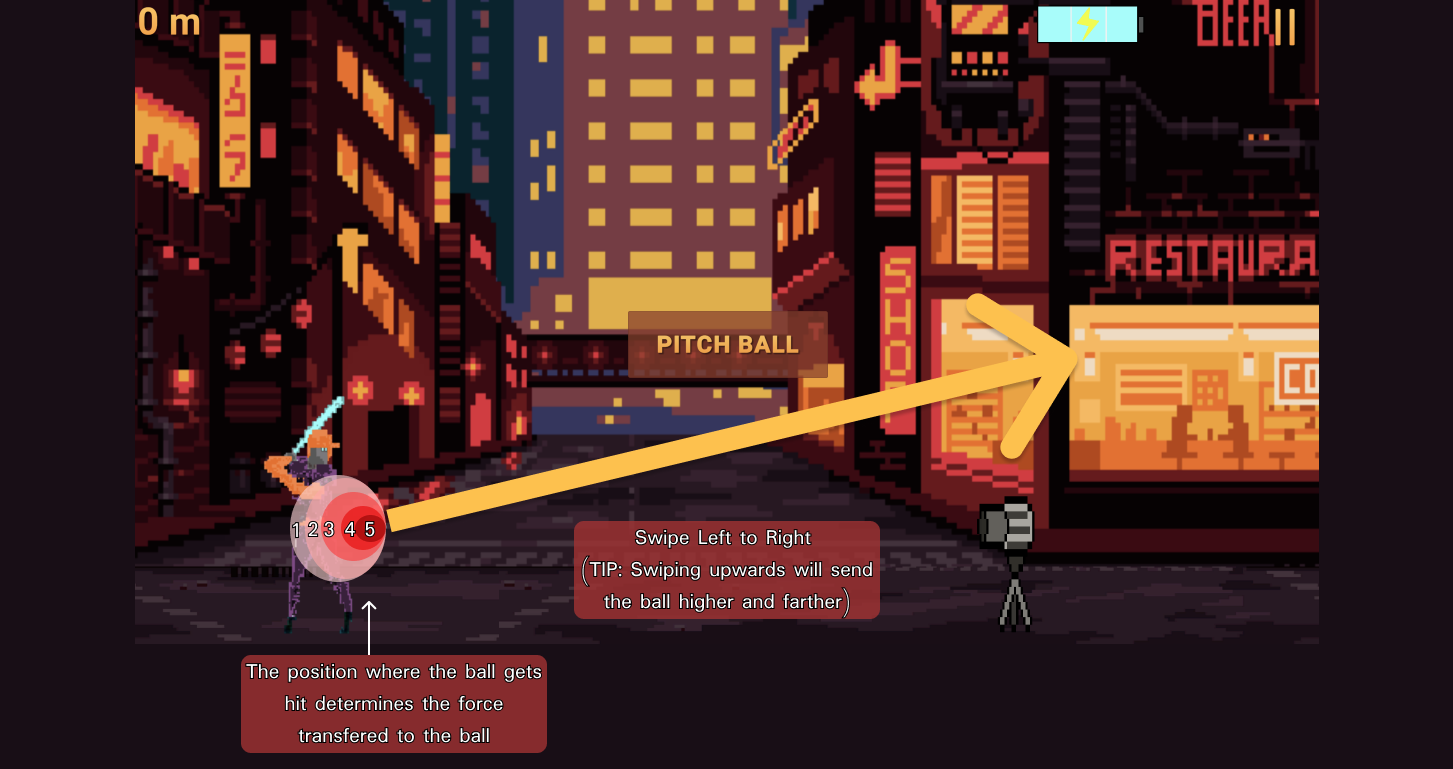 0 m
BEER
RESTAURA
SHO
PITCH BALL
CO
1 2 3 4 5
Swipe Left to Right
(TIP: Swiping upwards will send
the ball higher and farther)
The position where the ball gets
hit determines the force
transfered to the ball